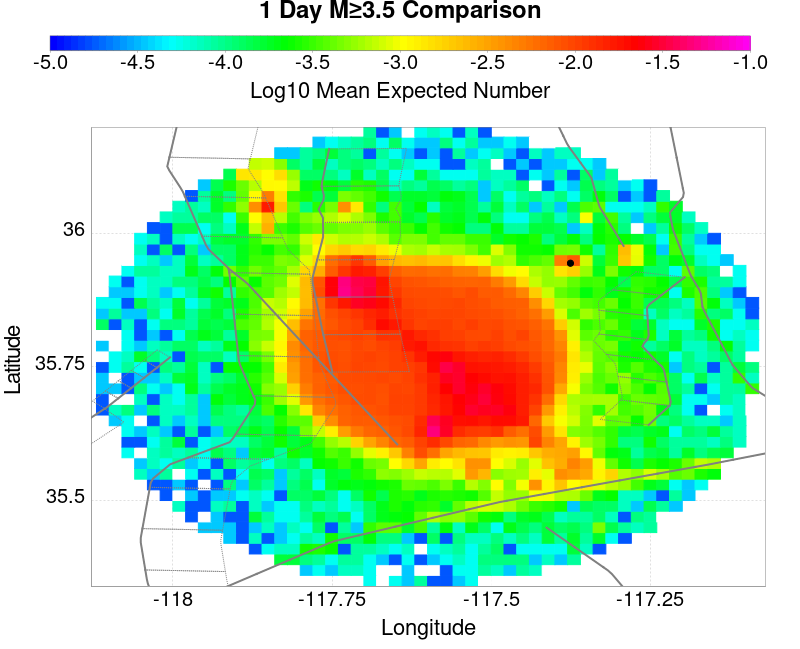 1 Day M≥3.5 Comparison
-5.0 -4.5 -4.0 -3.5 -3.0 -2.5 -2.0 -1.5 -1.0
Log10 Mean Expected Number
36
35.75
35.5
Latitude
-118 -117.75 -117.5 -117.25
Longitude